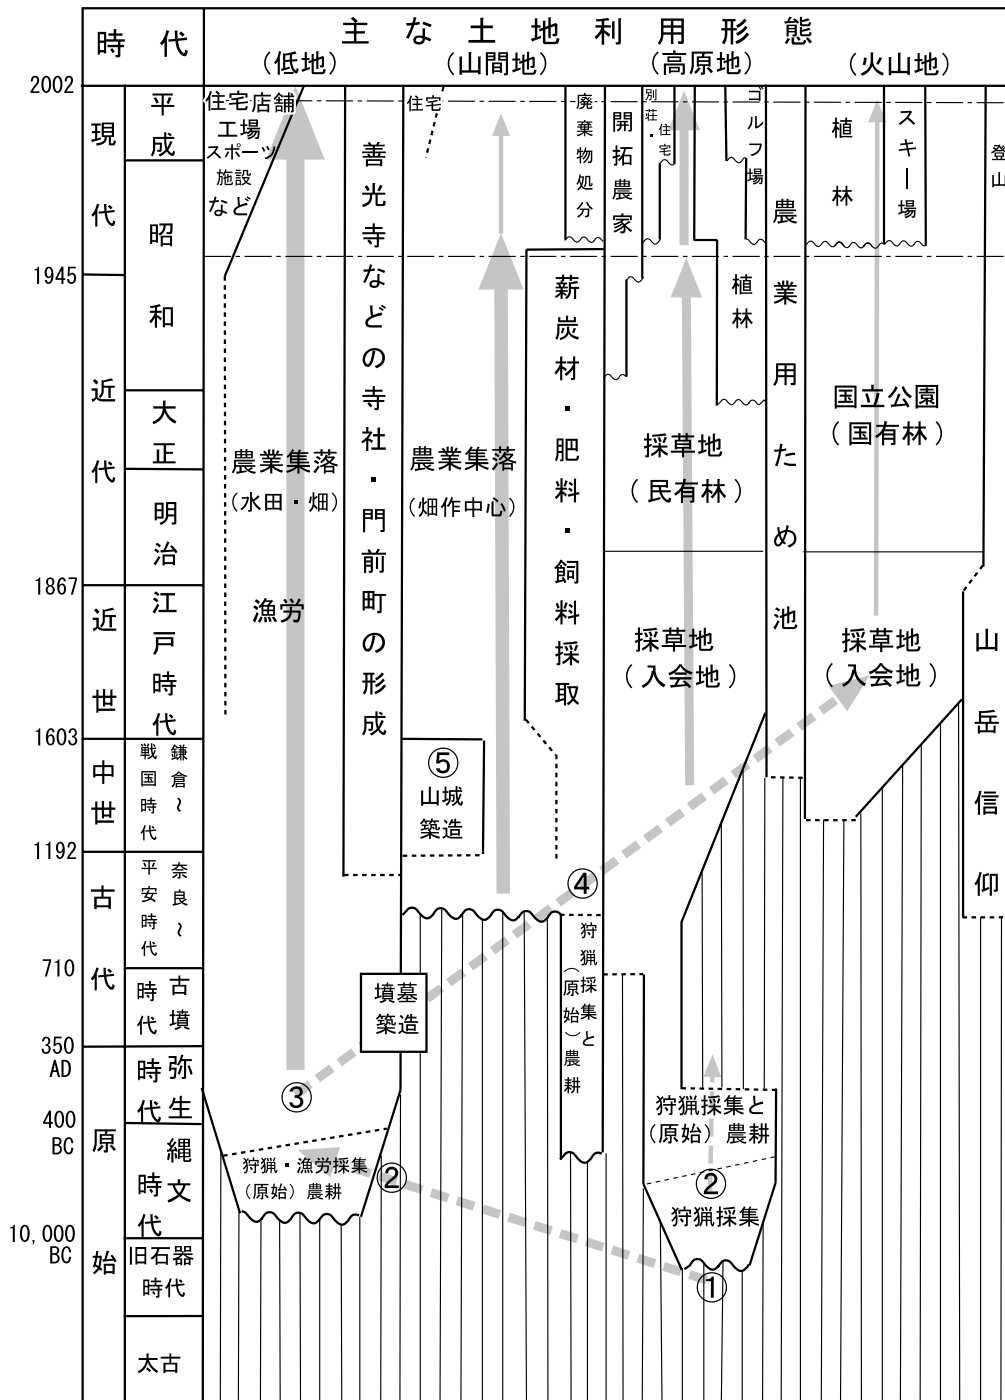 時代
主な土地利用形態
(低地)
(山間地)
(高原地)
(火山地)
2002
1945
1867
1603
1192
710
350
AD
400
BC
10,000
BC
現代
近代
近世
中世
古代
原始
平成
昭和
大正
明治
江戸時代
鎌倉~
戦国時代
奈良~
平安時代
古墳
時代
弥生
時代
縄文
時代
旧石器
時代
太古
住宅店舗
工場
スポーツ
施設
など
農業集落
(水田・畑)
漁労
③
狩猟・漁労採集
(原始)農耕
②
善光寺などの寺社・門前町の形成
墳墓
築造
住宅
農業集落
(畑作中心)
⑤
山城
築造
④
廃棄物処分
薪炭材・肥料・飼料採取
狩猟採集と
(原始)農耕
開拓農家
別荘・
住宅
ゴルフ場
植林
採草地
(民有林)
採草地
(入会地)
狩猟採集と
(原始)農耕
②
狩猟採集
①
農業用ため池
植林
スキー場
国立公園
(国有林)
採草地
(入会地)
登山
山岳信仰